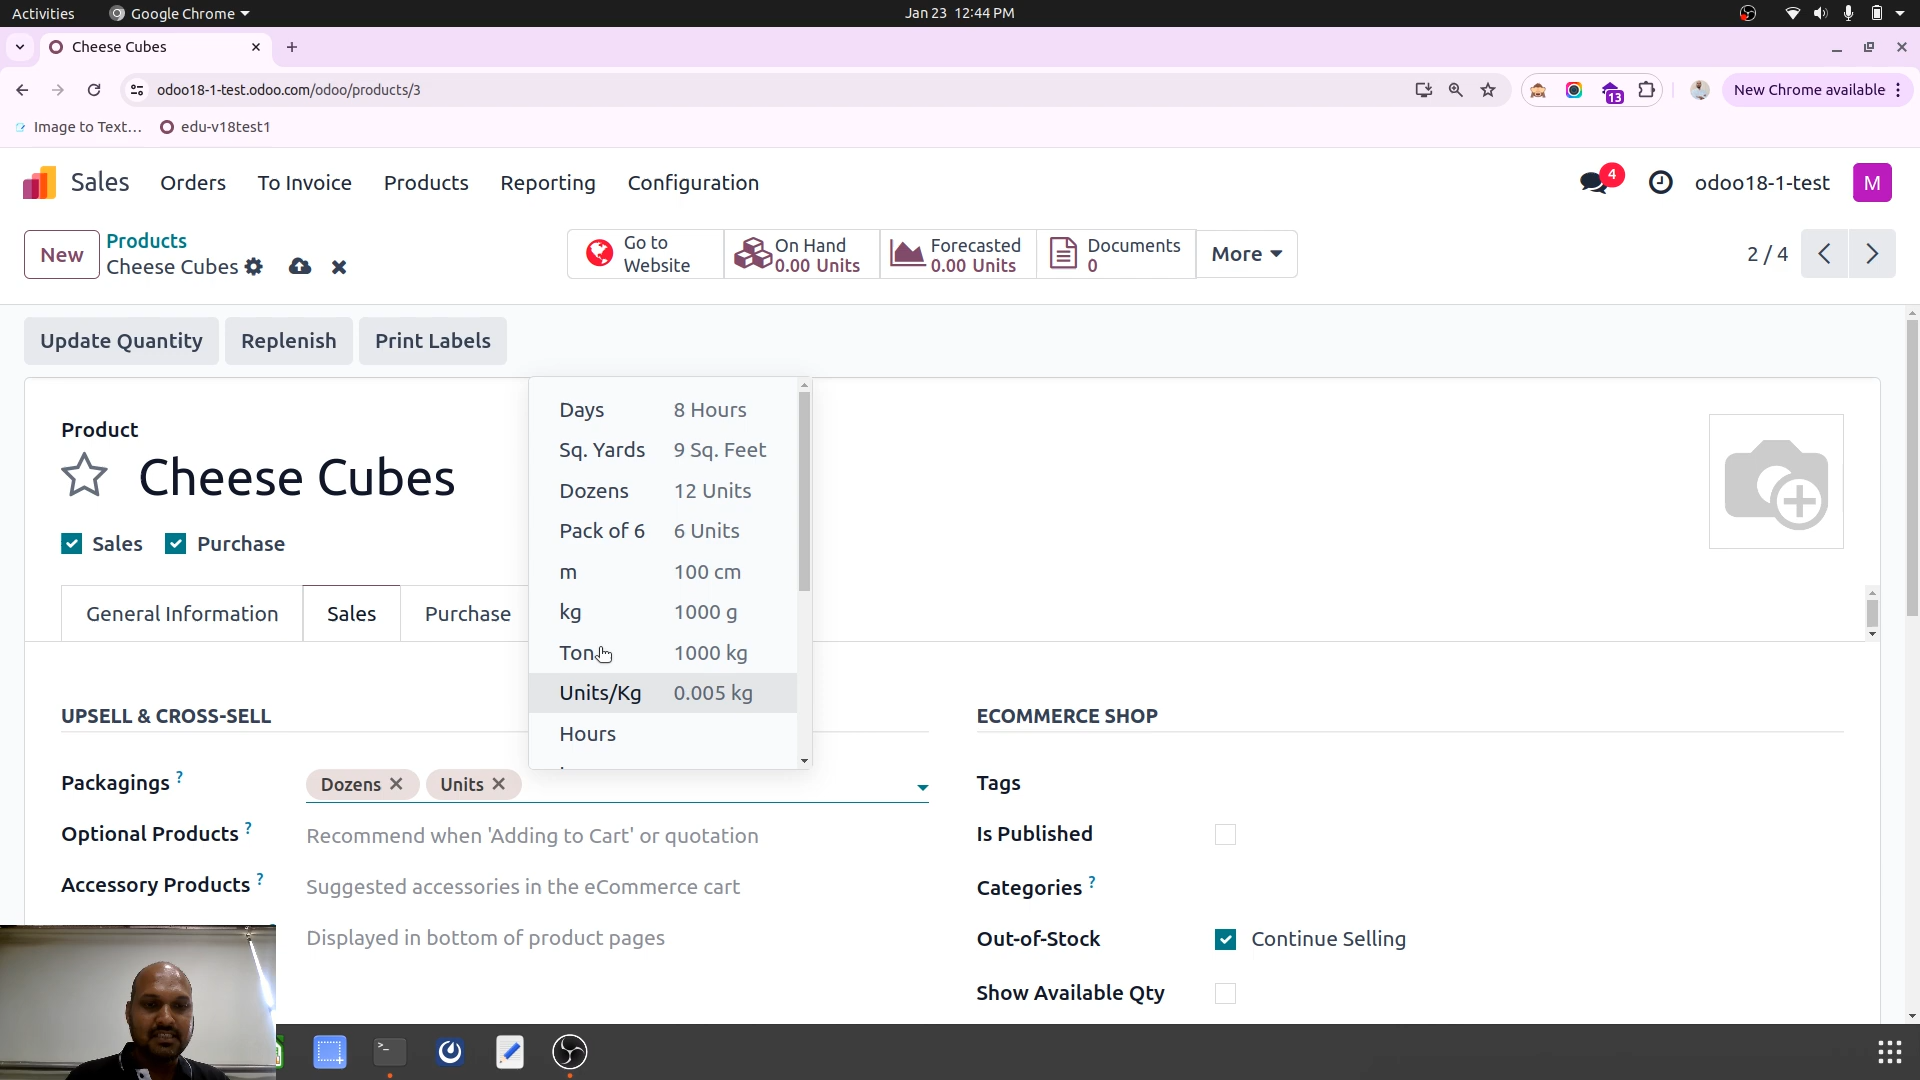 Activities
Google Chrome
Jan 23 12:44 PM
Cheese Cubes
odoo18-1-test.odoo.com/odoo/products/3
13
New Chrome available
Image to Text...
edu-v18test1
Sales
Orders
To Invoice
Products
Reporting
Configuration
4
odoo18-1-test
M
New
Products
Cheese Cubes
Go to
Website
On Hand
0.00 Units
Forecasted
0.00 Units
Documents
0
More
2 / 4
Update Quantity
Replenish
Print Labels
Product
Cheese Cubes
Sales
Purchase
General Information
Sales
Purchase
Days 8 Hours
Sq. Yards 9 Sq. Feet
Dozens 12 Units
Pack of 6 6 Units
m 100 cm
kg 1000 g
Ton 1000 kg
Units/Kg 0.005 kg
Hours
UPSELL & CROSS-SELL
Packagings ?
Dozens
Units
Optional Products ?
Recommend when 'Adding to Cart' or quotation
Accessory Products ?
Suggested accessories in the eCommerce cart
Displayed in bottom of product pages
ECOMMERCE SHOP
Tags
Is Published
Categories ?
Out-of-Stock
Continue Selling
Show Available Qty